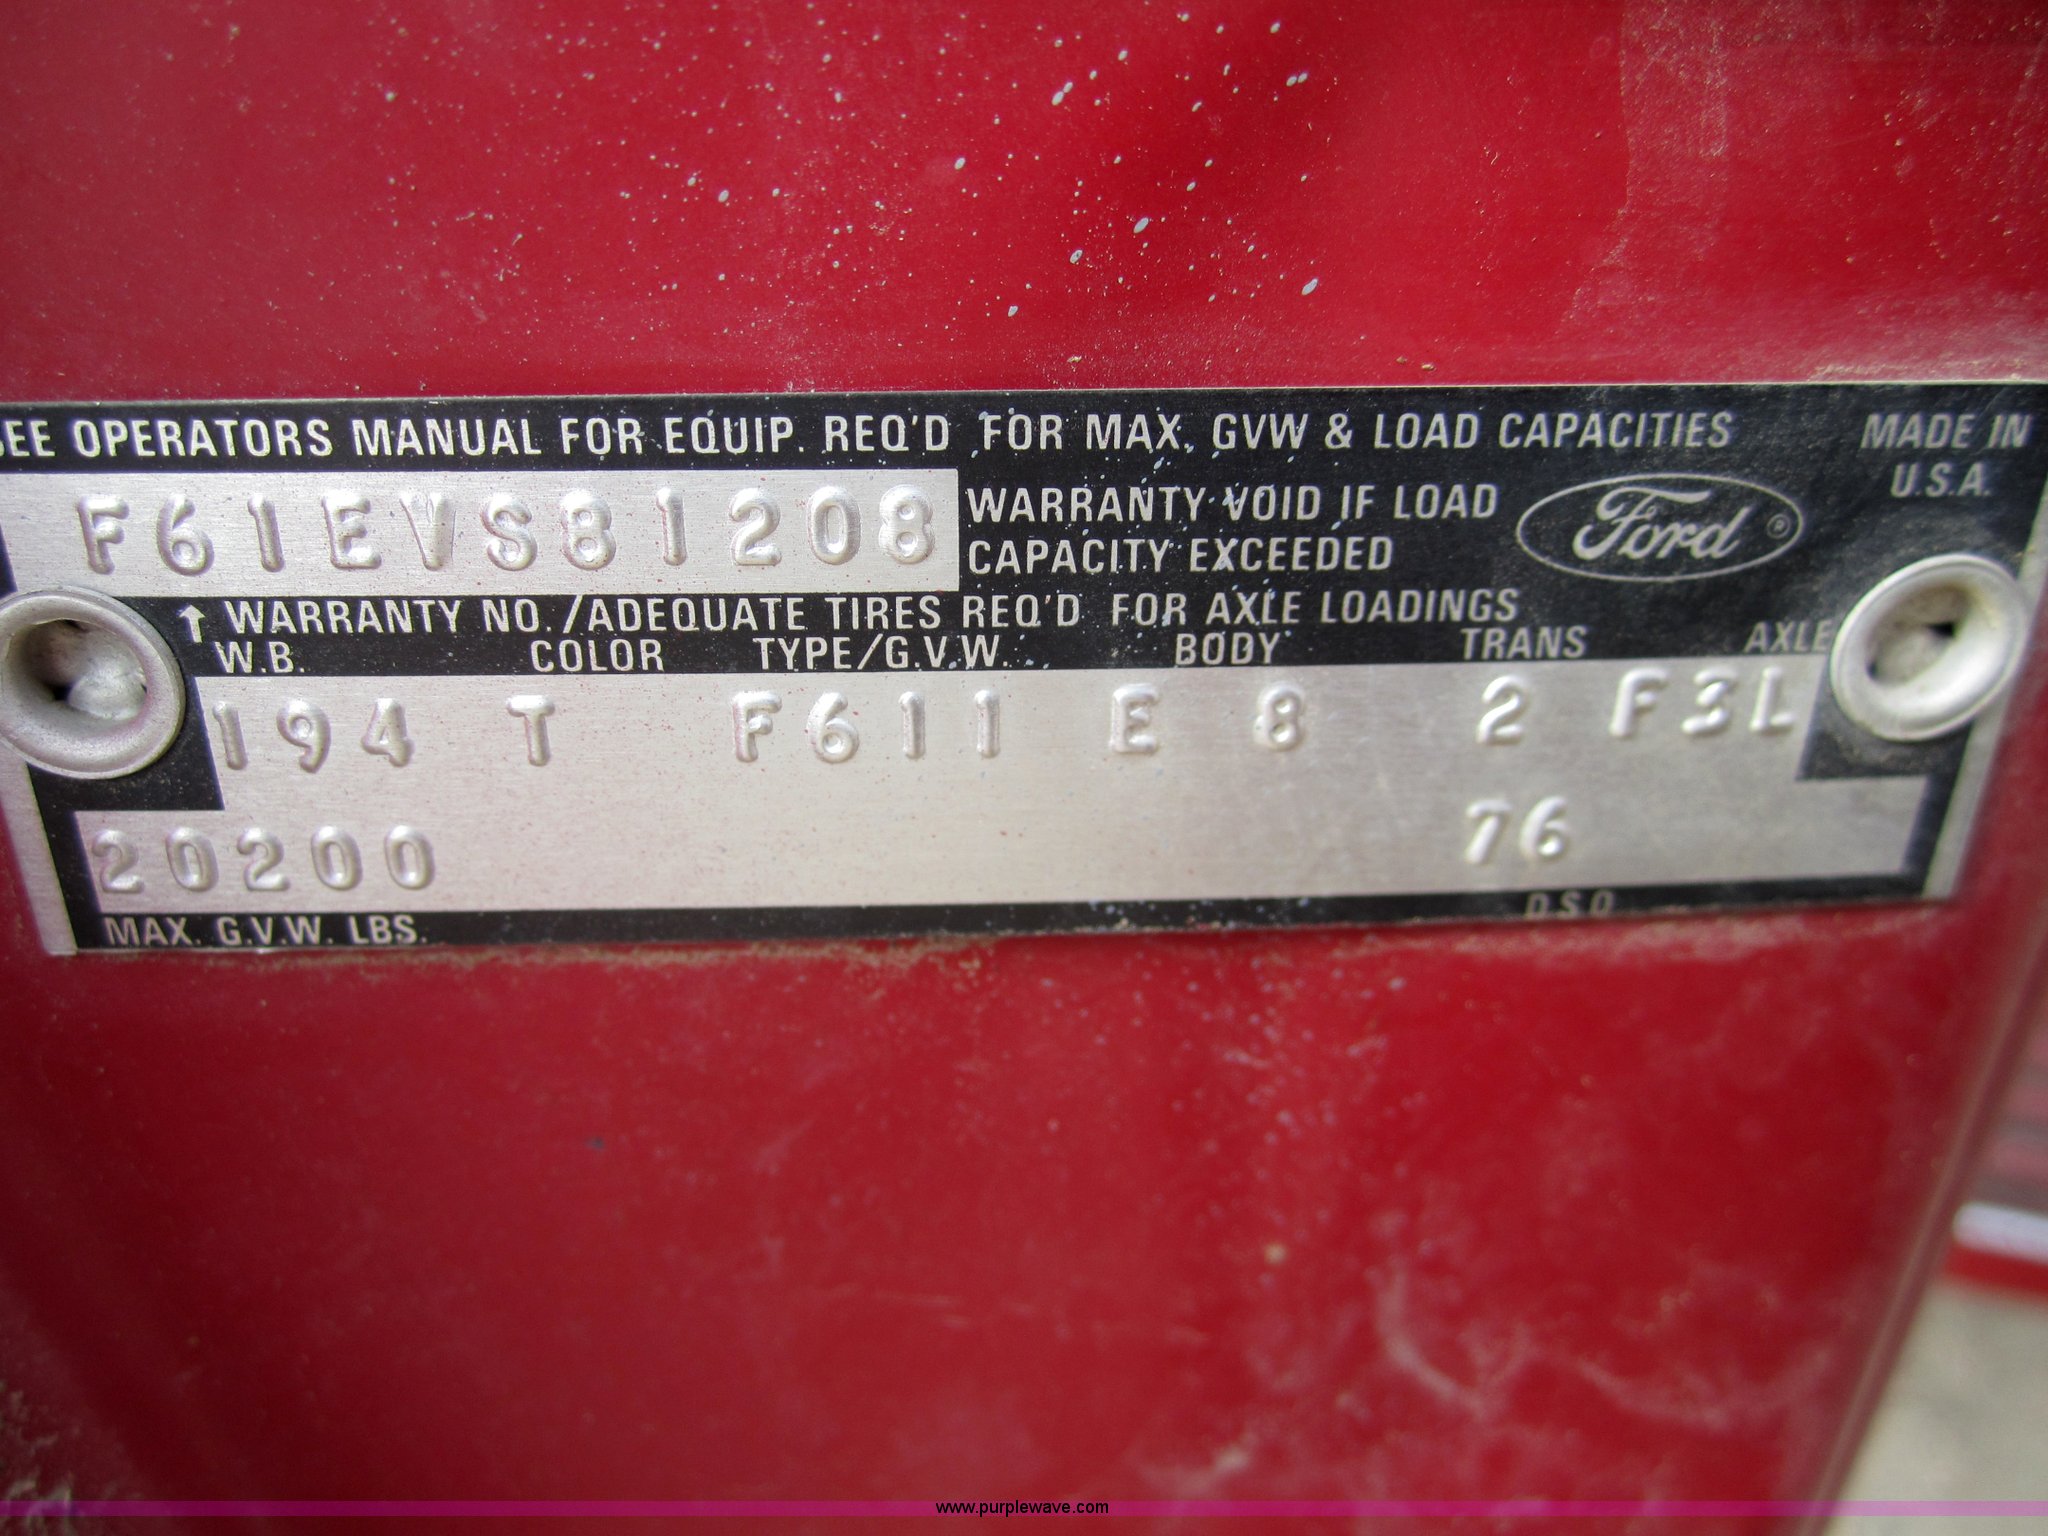 SEE OPERATORS MANUAL FOR EQUIP. REQ'D FOR MAX. GVW & LOAD CAPACITIES MADE IN U.S.A.
F61EVS81208 WARRANTY VOID IF LOAD CAPACITY EXCEEDED Ford ®
↑ WARRANTY NO./ADEQUATE TIRES REQ'D FOR AXLE LOADINGS
W.B. COLOR TYPE/G.V.W. BODY TRANS AXLE
194 T F611 E8 2 F3L
20200 76
MAX. G.V.W. LBS. DSO
www.purplewave.com